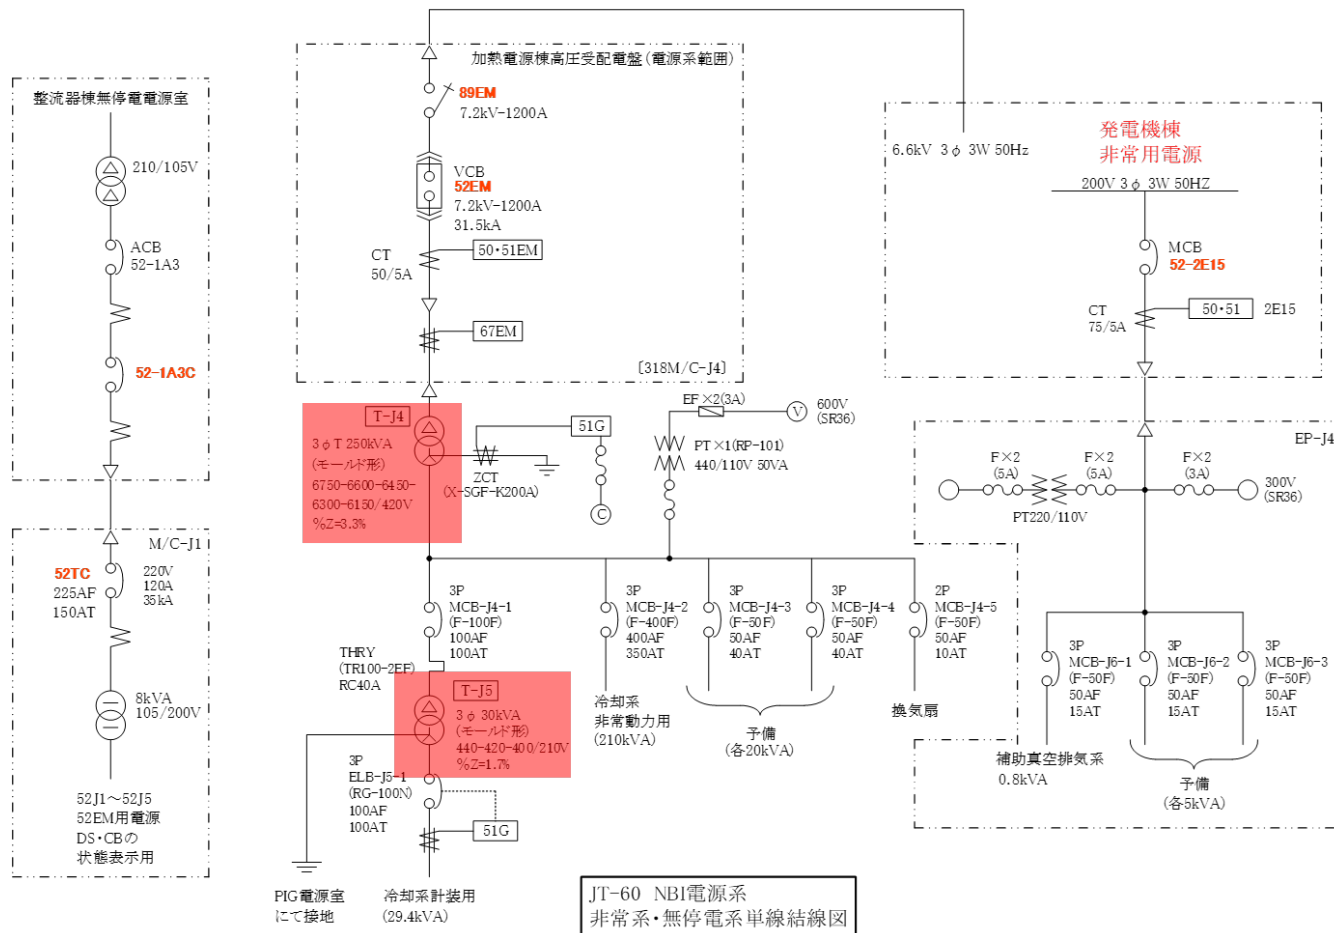 整流器棟無停電電源室
210/105V
ACB
52-1A3
52-1A3C
M/C-J1
52TC
225AF
150AT
220V
120A
35kA
8kVA
105/200V
52J1～52J5
52EM用電源
DS・CBの
状態表示用
加熱電源棟高圧受配電盤(電源系範囲)
89EM
7.2kV-1200A
VCB
52EM
7.2kV-1200A
31.5kA
CT
50/5A
50・51EM
67EM
〔318M/C-J4〕
6.6kV 3φ 3W 50Hz
T-J4
3φT 250kVA
(モールド形)
6750-6600-6450-
6300-6150/420V
%Z=3.3%
ZCT
(X-SGF-K200A)
51G
C
EF×2(3A)
V
600V
(SR36)
PT×1(RP-101)
440/110V 50VA
3P
MCB-J4-1
(F-100F)
100AF
100AT
THRY
(TR100-2EF)
RC40A
T-J5
3φ 30kVA
(モールド形)
440-420-400/210V
%Z=1.7%
3P
ELB-J5-1
(RG-100N)
100AF
100AT
51G
PIG電源室
にて接地
冷却系計装用
(29.4kVA)
3P
MCB-J4-2
(F-400F)
400AF
350AT
冷却系
非常動力用
(210kVA)
3P
MCB-J4-3
(F-50F)
50AF
40AT
3P
MCB-J4-4
(F-50F)
50AF
40AT
予備
(各20kVA)
2P
MCB-J4-5
(F-50F)
50AF
10AT
換気扇
発電機棟
非常用電源
200V 3φ 3W 50HZ
MCB
52-2E15
CT
75/5A
50・51
2E15
EP-J4
F×2
(5A)
F×2
(5A)
F×2
(3A)
PT220/110V
300V
(SR36)
3P
MCB-J6-1
(F-50F)
50AF
15AT
3P
MCB-J6-2
(F-50F)
50AF
15AT
3P
MCB-J6-3
(F-50F)
50AF
15AT
補助真空排気系
0.8kVA
予備
(各5kVA)
JT-60 NBI電源系
非常系・無停電系単線結線図